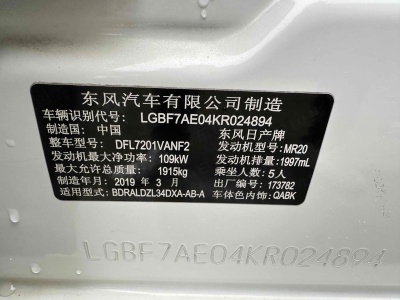 东风汽车有限公司制造
车辆识别代号: LGBF7AE04KR024894
制造国: 中国 东风日产牌
整车型号: DFL7201VANF2 发动机型号: MR20
发动机最大净功率: 109kW 发动机排量: 1997mL
最大允许总质量: 1915kg 乘坐人数: 5人
制造年月: 2019 年 3 月 出厂编号: 173782
适用型式: BDRALDZL34DXA-AB-A 车体色内饰: QABK
LGBF7AE04KR024894